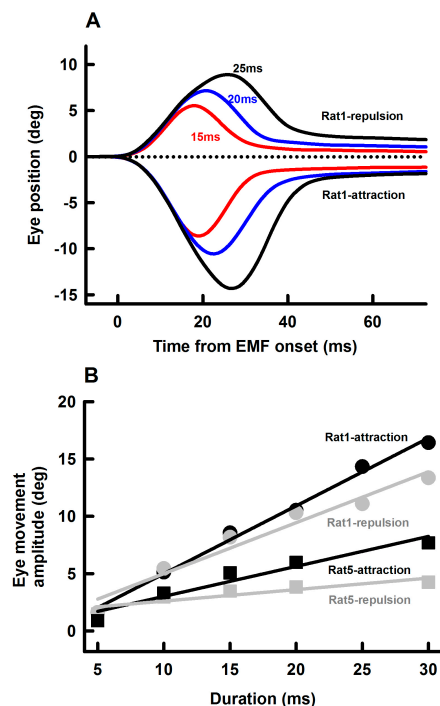 A
10
5
0
-5
-10
-15
Eye position (deg)
25ms
20ms
15ms
Rat1-repulsion
Rat1-attraction
0
20
40
60
Time from EMF onset (ms)
B
20
15
10
5
0
Eye movement
amplitude (deg)
Rat1-attraction
Rat1-repulsion
Rat5-attraction
Rat5-repulsion
5
10
15
20
25
30
Duration (ms)